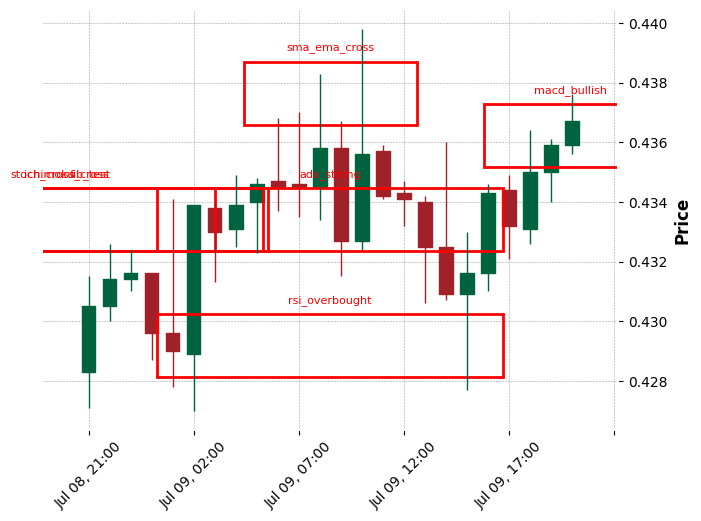 sma_ema_cross
macd_bullish
adx_strong
rsi_overbought
0.440
0.438
0.436
0.434
0.432
0.430
0.428
Price
Jul 08, 21:00
Jul 09, 02:00
Jul 09, 07:00
Jul 09, 12:00
Jul 09, 17:00